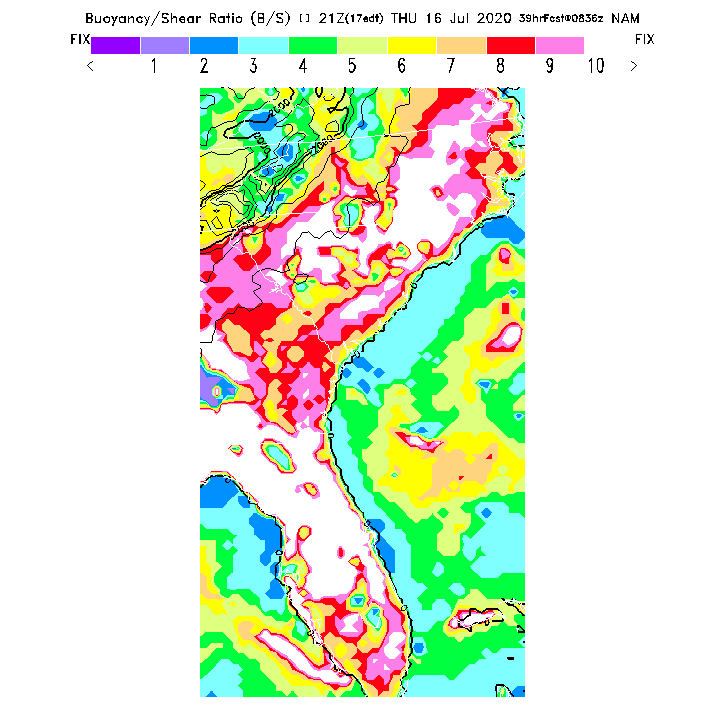 Buoyancy/Shear Ratio (B/S) [] 21Z(17edt) THU 16 Jul 2020 39hrFcst@0836z NAM
FIX FIX
< 1 2 3 4 5 6 7 8 9 10 >